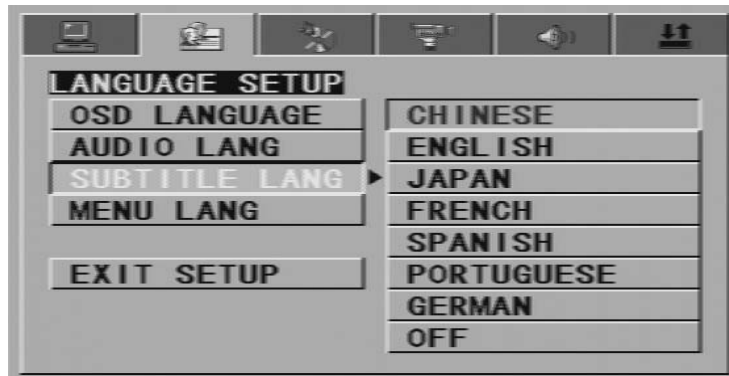 LANGUAGE SETUP
OSD LANGUAGE
AUDIO LANG
SUBTITLE LANG
MENU LANG
EXIT SETUP
CHINESE
ENGLISH
JAPAN
FRENCH
SPANISH
PORTUGUESE
GERMAN
OFF